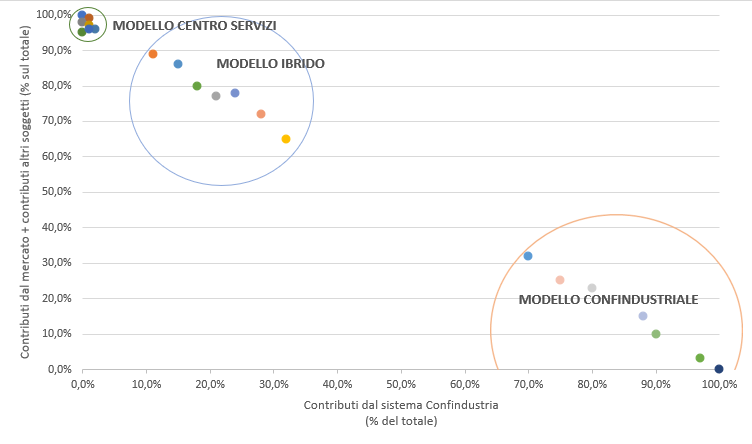 Contributi dal mercato + contributi altri soggetti (% sul totale)
100,0%
90,0%
80,0%
70,0%
60,0%
50,0%
40,0%
30,0%
20,0%
10,0%
0,0%
MODELLO CENTRO SERVIZI
MODELLO IBRIDO
MODELLO CONFINDUSTRIALE
0,0% 10,0% 20,0% 30,0% 40,0% 50,0% 60,0% 70,0% 80,0% 90,0% 100,0%
Contributi dal sistema Confindustria
(% del totale)